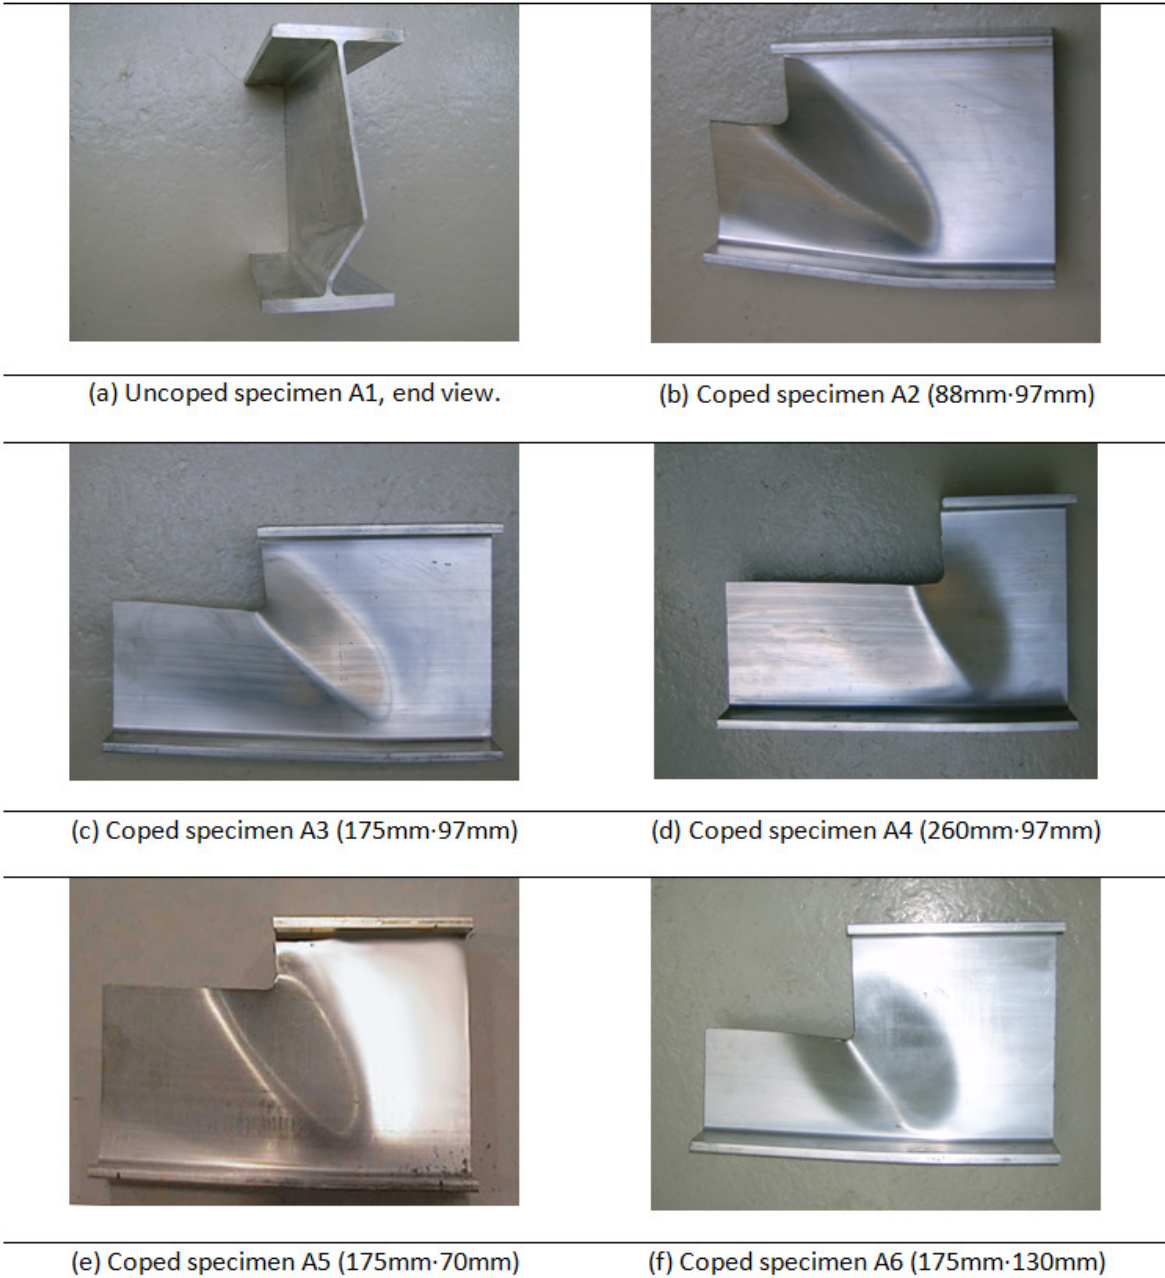 (a) Uncoped specimen A1, end view.
(b) Coped specimen A2 (88mm·97mm)
(c) Coped specimen A3 (175mm·97mm)
(d) Coped specimen A4 (260mm·97mm)
(e) Coped specimen A5 (175mm·70mm)
(f) Coped specimen A6 (175mm·130mm)